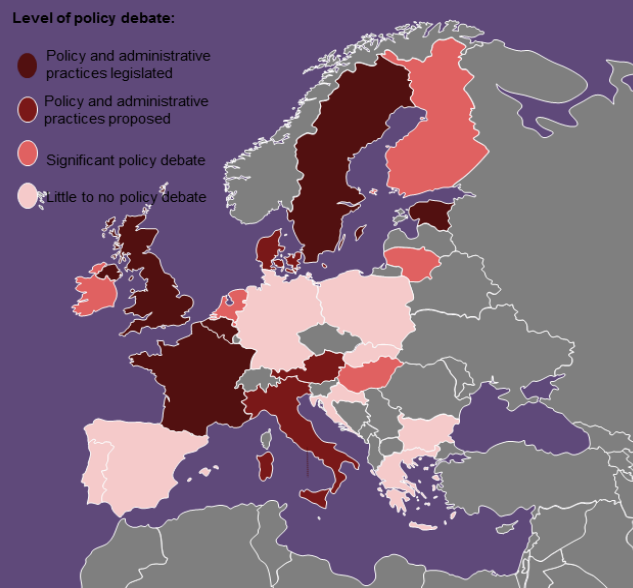 Level of policy debate:
Policy and administrative
practices legislated
Policy and administrative
practices proposed
Significant policy debate
Little to no policy debate